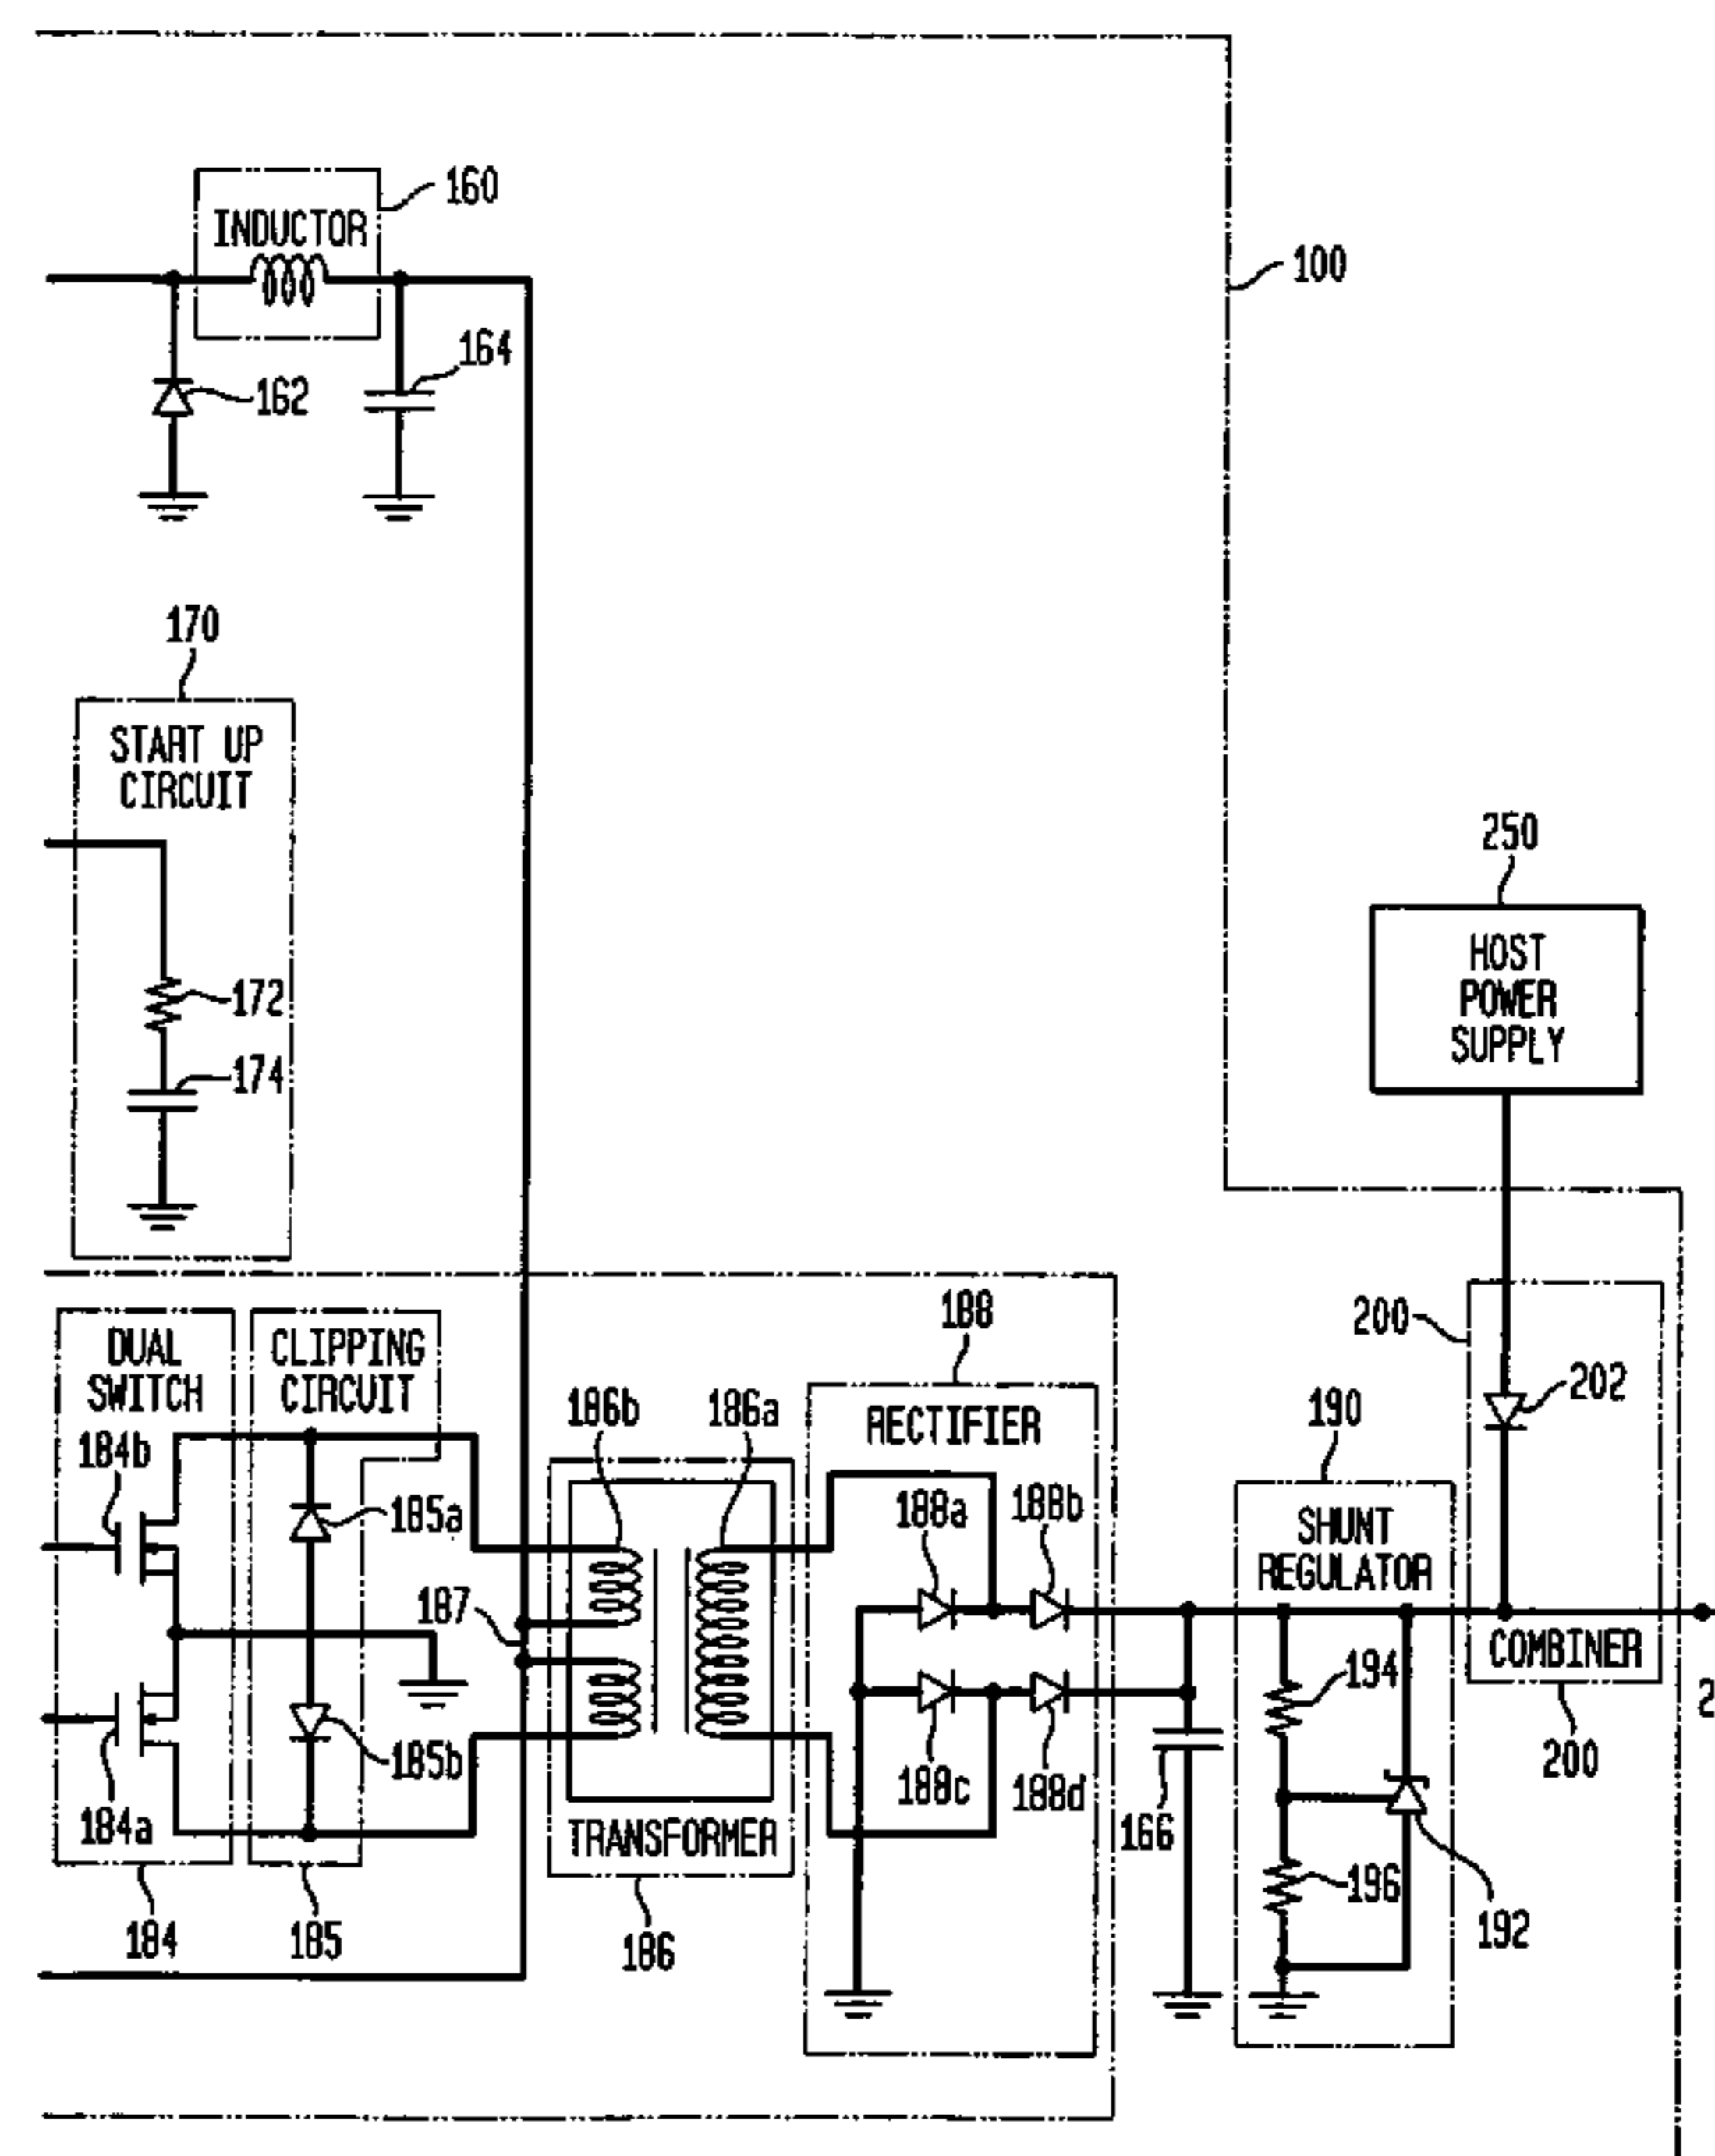 160
INDUCTOR
100
164
162
170
START UP
CIRCUIT
172
174
250
HOST
POWER
SUPPLY
188
200
DUAL
SWITCH
CLIPPING
CIRCUIT
202
186b
186a
RECTIFIER
190
184b
185a
188a
188b
SHUNT
REGULATOR
187
COMBINER
194
2
185b
188c
188d
200
184a
TRANSFORMER
166
196
192
184
185
186